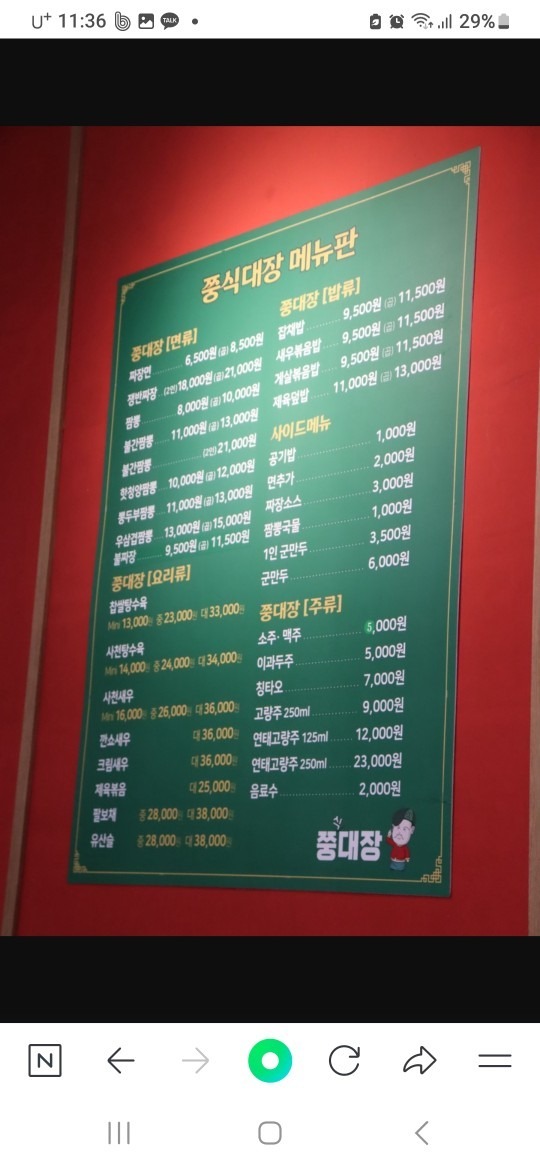 U+ 11:36 TALK 29%
쭝식대장 메뉴판
쭝대장 [면류]
짜장면 6,500원 (곱) 8,500원
쟁반짜장 (2인) 18,000원 (곱) 21,000원
짬뽕 8,000원 (곱) 10,000원
불간짬뽕 11,000원 (곱) 13,000원
불간짬뽕 (2인) 21,000원
핫청양짬뽕 10,000원 (곱) 12,000원
뽕두부짬뽕 11,000원 (곱) 13,000원
우삼겹짬뽕 13,000원 (곱) 15,000원
불짜장 9,500원 (곱) 11,500원
쭝대장 [요리류]
찹쌀탕수육
Mini 13,000원 중 23,000원 대 33,000원
사천탕수육
Mini 14,000원 중 24,000원 대 34,000원
사천새우
Mini 16,000원 중 26,000원 대 36,000원
깐쇼새우 대 36,000원
크림새우 대 36,000원
제육볶음 대 25,000원
팔보채 중 28,000원 대 38,000원
유산슬 중 28,000원 대 38,000원
쭝대장 [밥류]
잡채밥 9,500원 (곱) 11,500원
새우볶음밥 9,500원 (곱) 11,500원
게살볶음밥 9,500원 (곱) 11,500원
제육덮밥 11,000원 (곱) 13,000원
사이드메뉴
공기밥 1,000원
면추가 2,000원
짜장소스 3,000원
짬뽕국물 1,000원
1인 군만두 3,500원
군만두 6,000원
쭝대장 [주류]
소주·맥주 5,000원
이과두주 5,000원
칭타오 7,000원
고량주 250ml 9,000원
연태고량주 125ml 12,000원
연태고량주 250ml 23,000원
음료수 2,000원
쭝대장
N